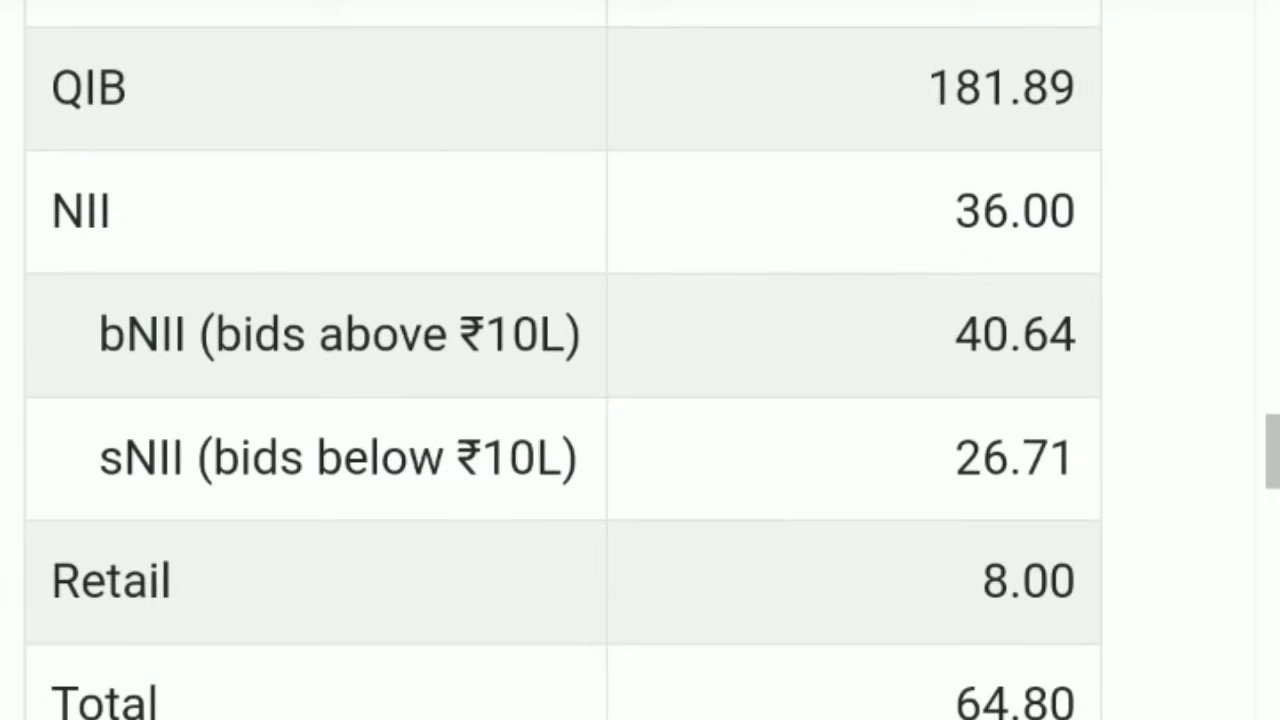 QIB 181.89
NII 36.00
bNII (bids above ₹10L) 40.64
sNII (bids below ₹10L) 26.71
Retail 8.00
Total 64.80